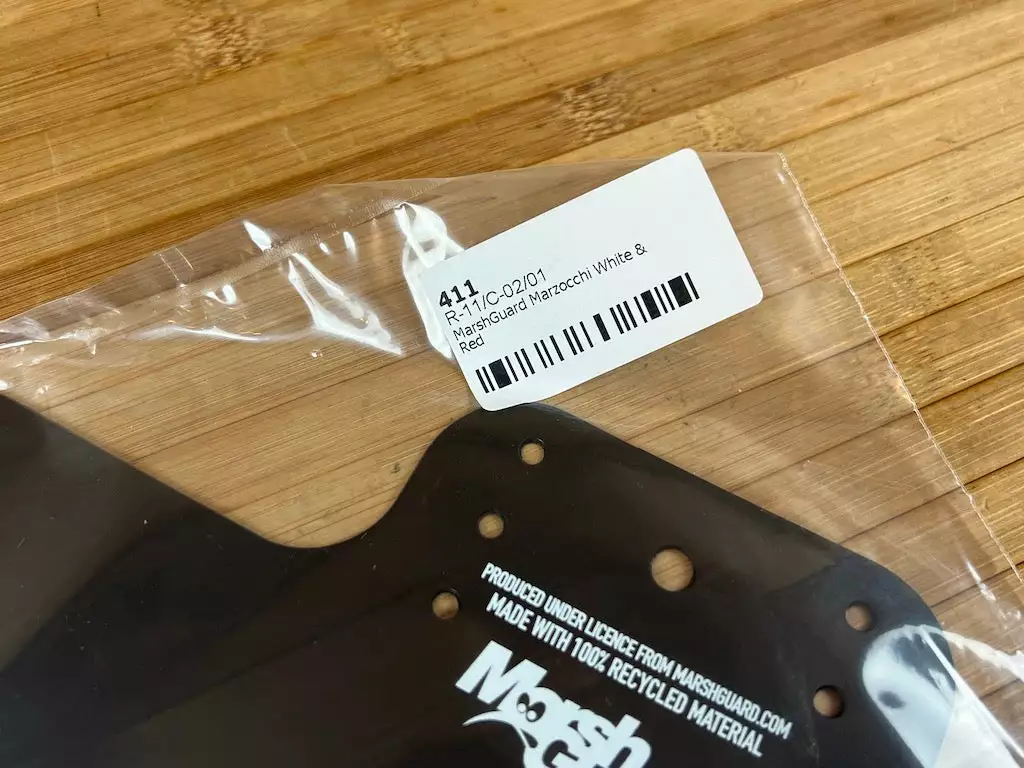 411
R-11/C-02/01
MarshGuard Marzocchi White &
Red
PRODUCED UNDER LICENCE FROM MARSHGUARD.COM
MADE WITH 100% RECYCLED MATERIAL
Marsh